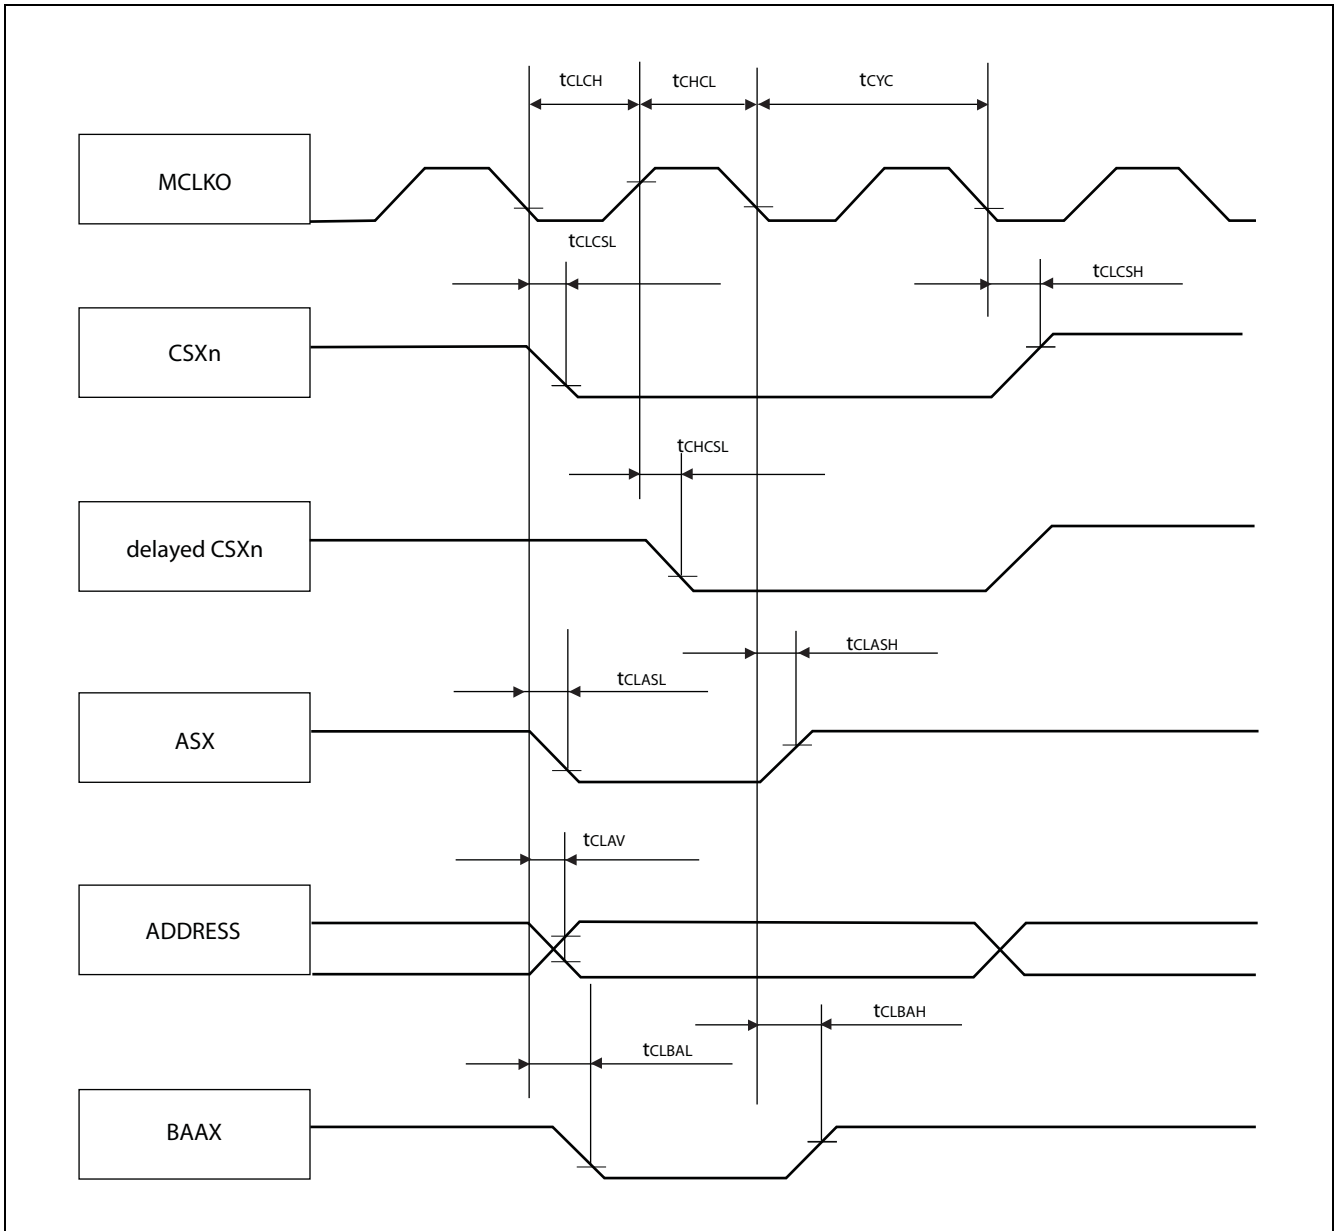 tCLCH
tCHCL
tCYC
MCLKO
tCLCSL
tCLCSH
CSXn
tCHCSL
delayed CSXn
tCLASH
tCLASL
ASX
tCLAV
ADDRESS
tCLBAH
tCLBAL
BAAX